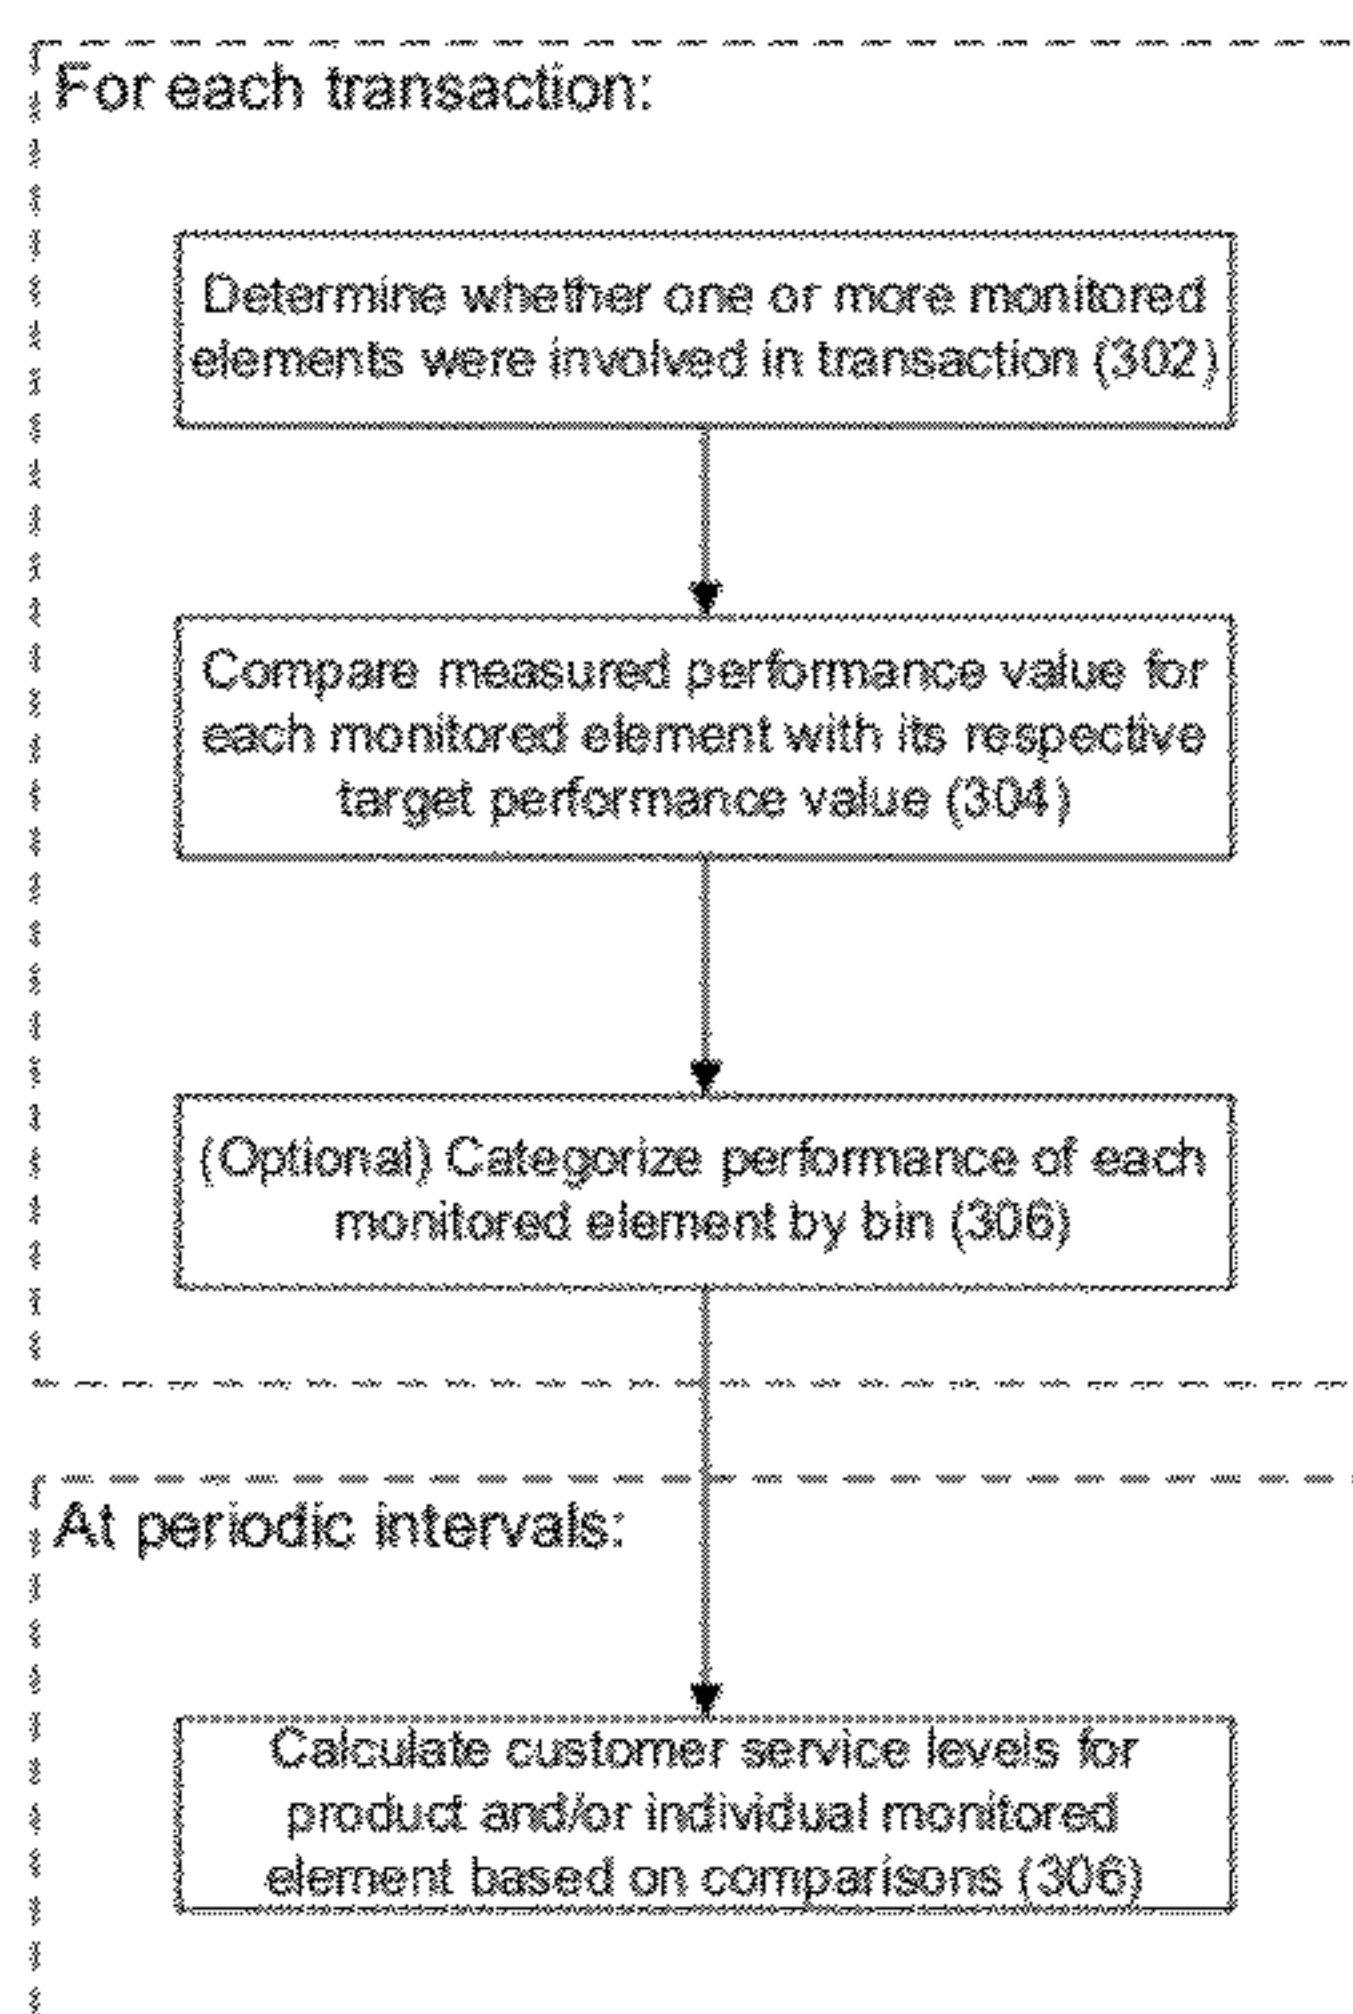 For each transaction:
Determine whether one or more monitored
elements were involved in transaction (302)
Compare measured performance value for
each monitored element with its respective
target performance value (304)
(Optional) Categorize performance of each
monitored element by bin (306)
At periodic intervals:
Calculate customer service levels for
product and/or individual monitored
element based on comparisons (306)